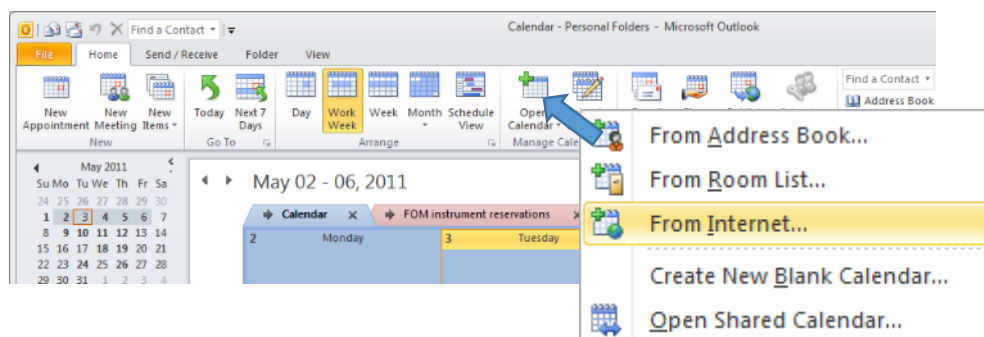 Find a Contact
Calendar - Personal Folders - Microsoft Outlook
File Home Send / Receive Folder View
New Appointment
New Meeting
New Items
Today
Next 7 Days
Day
Work Week
Week
Month
Schedule View
Open Calendar
Find a Contact
Address Book
New
Go To
Arrange
Manage Cale
May 2011
Su Mo Tu We Th Fr Sa
24 25 26 27 28 29 30
1 2 3 4 5 6 7
8 9 10 11 12 13 14
15 16 17 18 19 20 21
22 23 24 25 26 27 28
29 30 31 1 2 3 4
May 02 - 06, 2011
Calendar
FOM instrument reservations
2 Monday
3 Tuesday
From Address Book...
From Room List...
From Internet...
Create New Blank Calendar...
Open Shared Calendar...